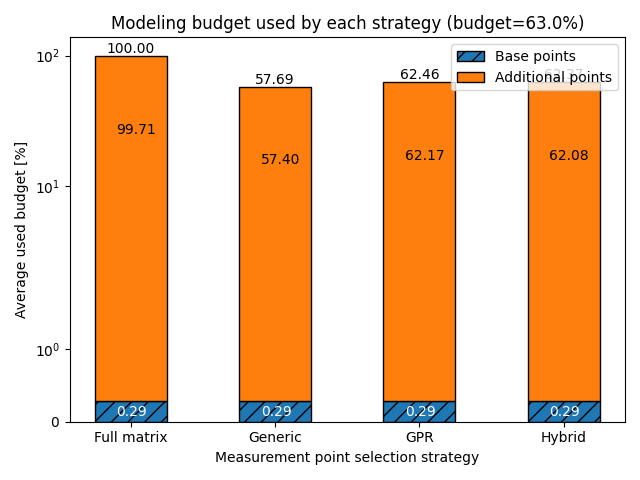 Modeling budget used by each strategy (budget=63.0%)
Average used budget [%]
10²
10¹
10⁰
0
100.00
57.69
62.46
Base points
Additional points
99.71
57.40
62.17
62.08
0.29
0.29
0.29
0.29
Full matrix
Generic
GPR
Hybrid
Measurement point selection strategy